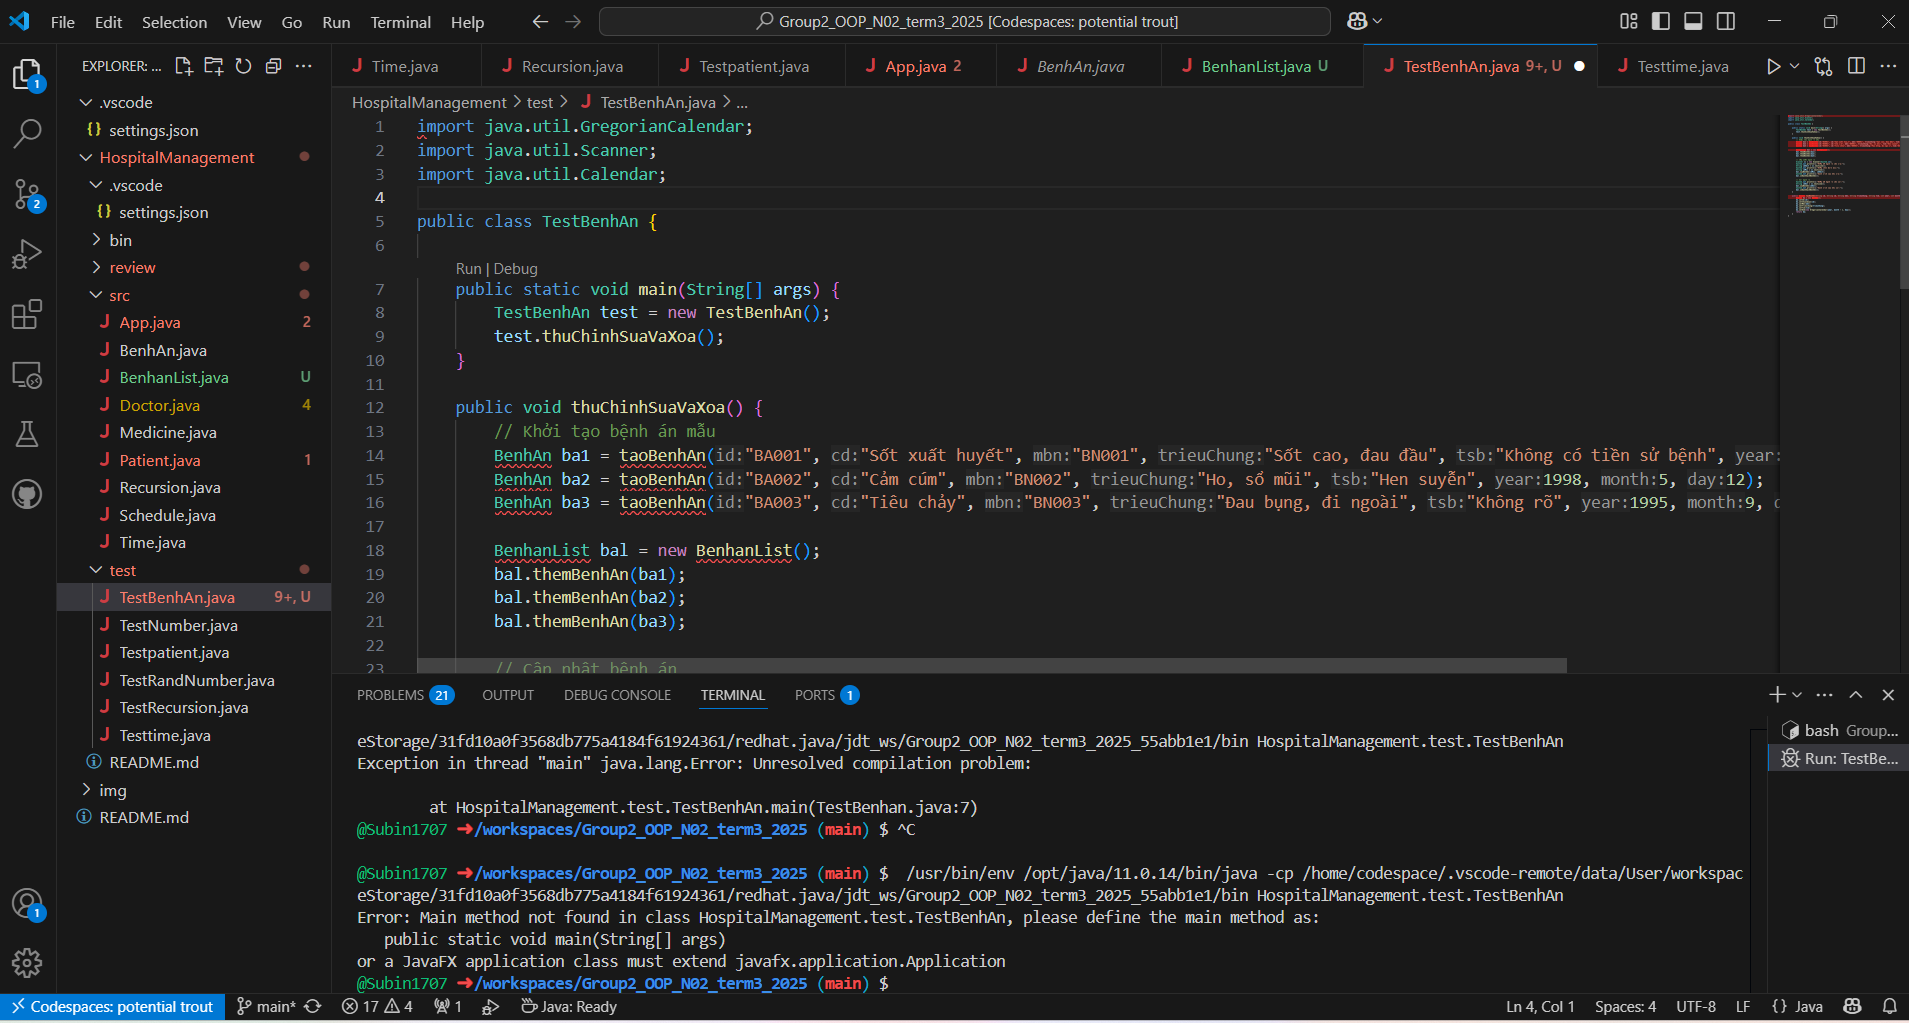 File Edit Selection View Go Run Terminal Help
Group2_OOP_N02_term3_2025 [Codespaces: potential trout]
EXPLORER: ...
Time.java
Recursion.java
Testpatient.java
App.java 2
BenhAn.java
BenhanList.java U
TestBenhAn.java 9+, U
Testtime.java
HospitalManagement > test > TestBenhAn.java > ...
.vscode
settings.json
HospitalManagement
.vscode
settings.json
bin
review
src
App.java 2
BenhAn.java
BenhanList.java U
Doctor.java 4
Medicine.java
Patient.java 1
Recursion.java
Schedule.java
Time.java
test
TestBenhAn.java 9+, U
TestNumber.java
Testpatient.java
TestRandNumber.java
TestRecursion.java
Testtime.java
README.md
img
README.md
1
2
2
1
1 import java.util.GregorianCalendar;
2 import java.util.Scanner;
3 import java.util.Calendar;
4
5 public class TestBenhAn {
6
Run | Debug
7 public static void main(String[] args) {
8 TestBenhAn test = new TestBenhAn();
9 test.thuChinhSuaVaXoa();
10 }
11
12 public void thuChinhSuaVaXoa() {
13 // Khởi tạo bệnh án mẫu
14 BenhAn ba1 = taoBenhAn(id:"BA001", cd:"Sốt xuất huyết", mbn:"BN001", trieuChung:"Sốt cao, đau đầu", tsb:"Không có tiền sử bệnh", year:
15 BenhAn ba2 = taoBenhAn(id:"BA002", cd:"Cảm cúm", mbn:"BN002", trieuChung:"Ho, sổ mũi", tsb:"Hen suyễn", year:1998, month:5, day:12);
16 BenhAn ba3 = taoBenhAn(id:"BA003", cd:"Tiêu chảy", mbn:"BN003", trieuChung:"Đau bụng, đi ngoài", tsb:"Không rõ", year:1995, month:9, d
17
18 BenhanList bal = new BenhanList();
19 bal.themBenhAn(ba1);
20 bal.themBenhAn(ba2);
21 bal.themBenhAn(ba3);
22
23 // Cập nhật bệnh án
PROBLEMS 21 OUTPUT DEBUG CONSOLE TERMINAL PORTS 1
bash Group...
Run: TestBe...
eStorage/31fd10a0f3568db775a4184f61924361/redhat.java/jdt_ws/Group2_OOP_N02_term3_2025_55abb1e1/bin HospitalManagement.test.TestBenhAn
Exception in thread "main" java.lang.Error: Unresolved compilation problem:
at HospitalManagement.test.TestBenhAn.main(TestBenhan.java:7)
@Subin1707 ➜/workspaces/Group2_OOP_N02_term3_2025 (main) $ ^C
@Subin1707 ➜/workspaces/Group2_OOP_N02_term3_2025 (main) $ /usr/bin/env /opt/java/11.0.14/bin/java -cp /home/codespace/.vscode-remote/data/User/workspac
eStorage/31fd10a0f3568db775a4184f61924361/redhat.java/jdt_ws/Group2_OOP_N02_term3_2025_55abb1e1/bin HospitalManagement.test.TestBenhAn
Error: Main method not found in class HospitalManagement.test.TestBenhAn, please define the main method as:
public static void main(String[] args)
or a JavaFX application class must extend javafx.application.Application
@Subin1707 ➜/workspaces/Group2_OOP_N02_term3_2025 (main) $
Codespaces: potential trout main* 17 4 1 Java: Ready Ln 4, Col 1 Spaces: 4 UTF-8 LF {} Java